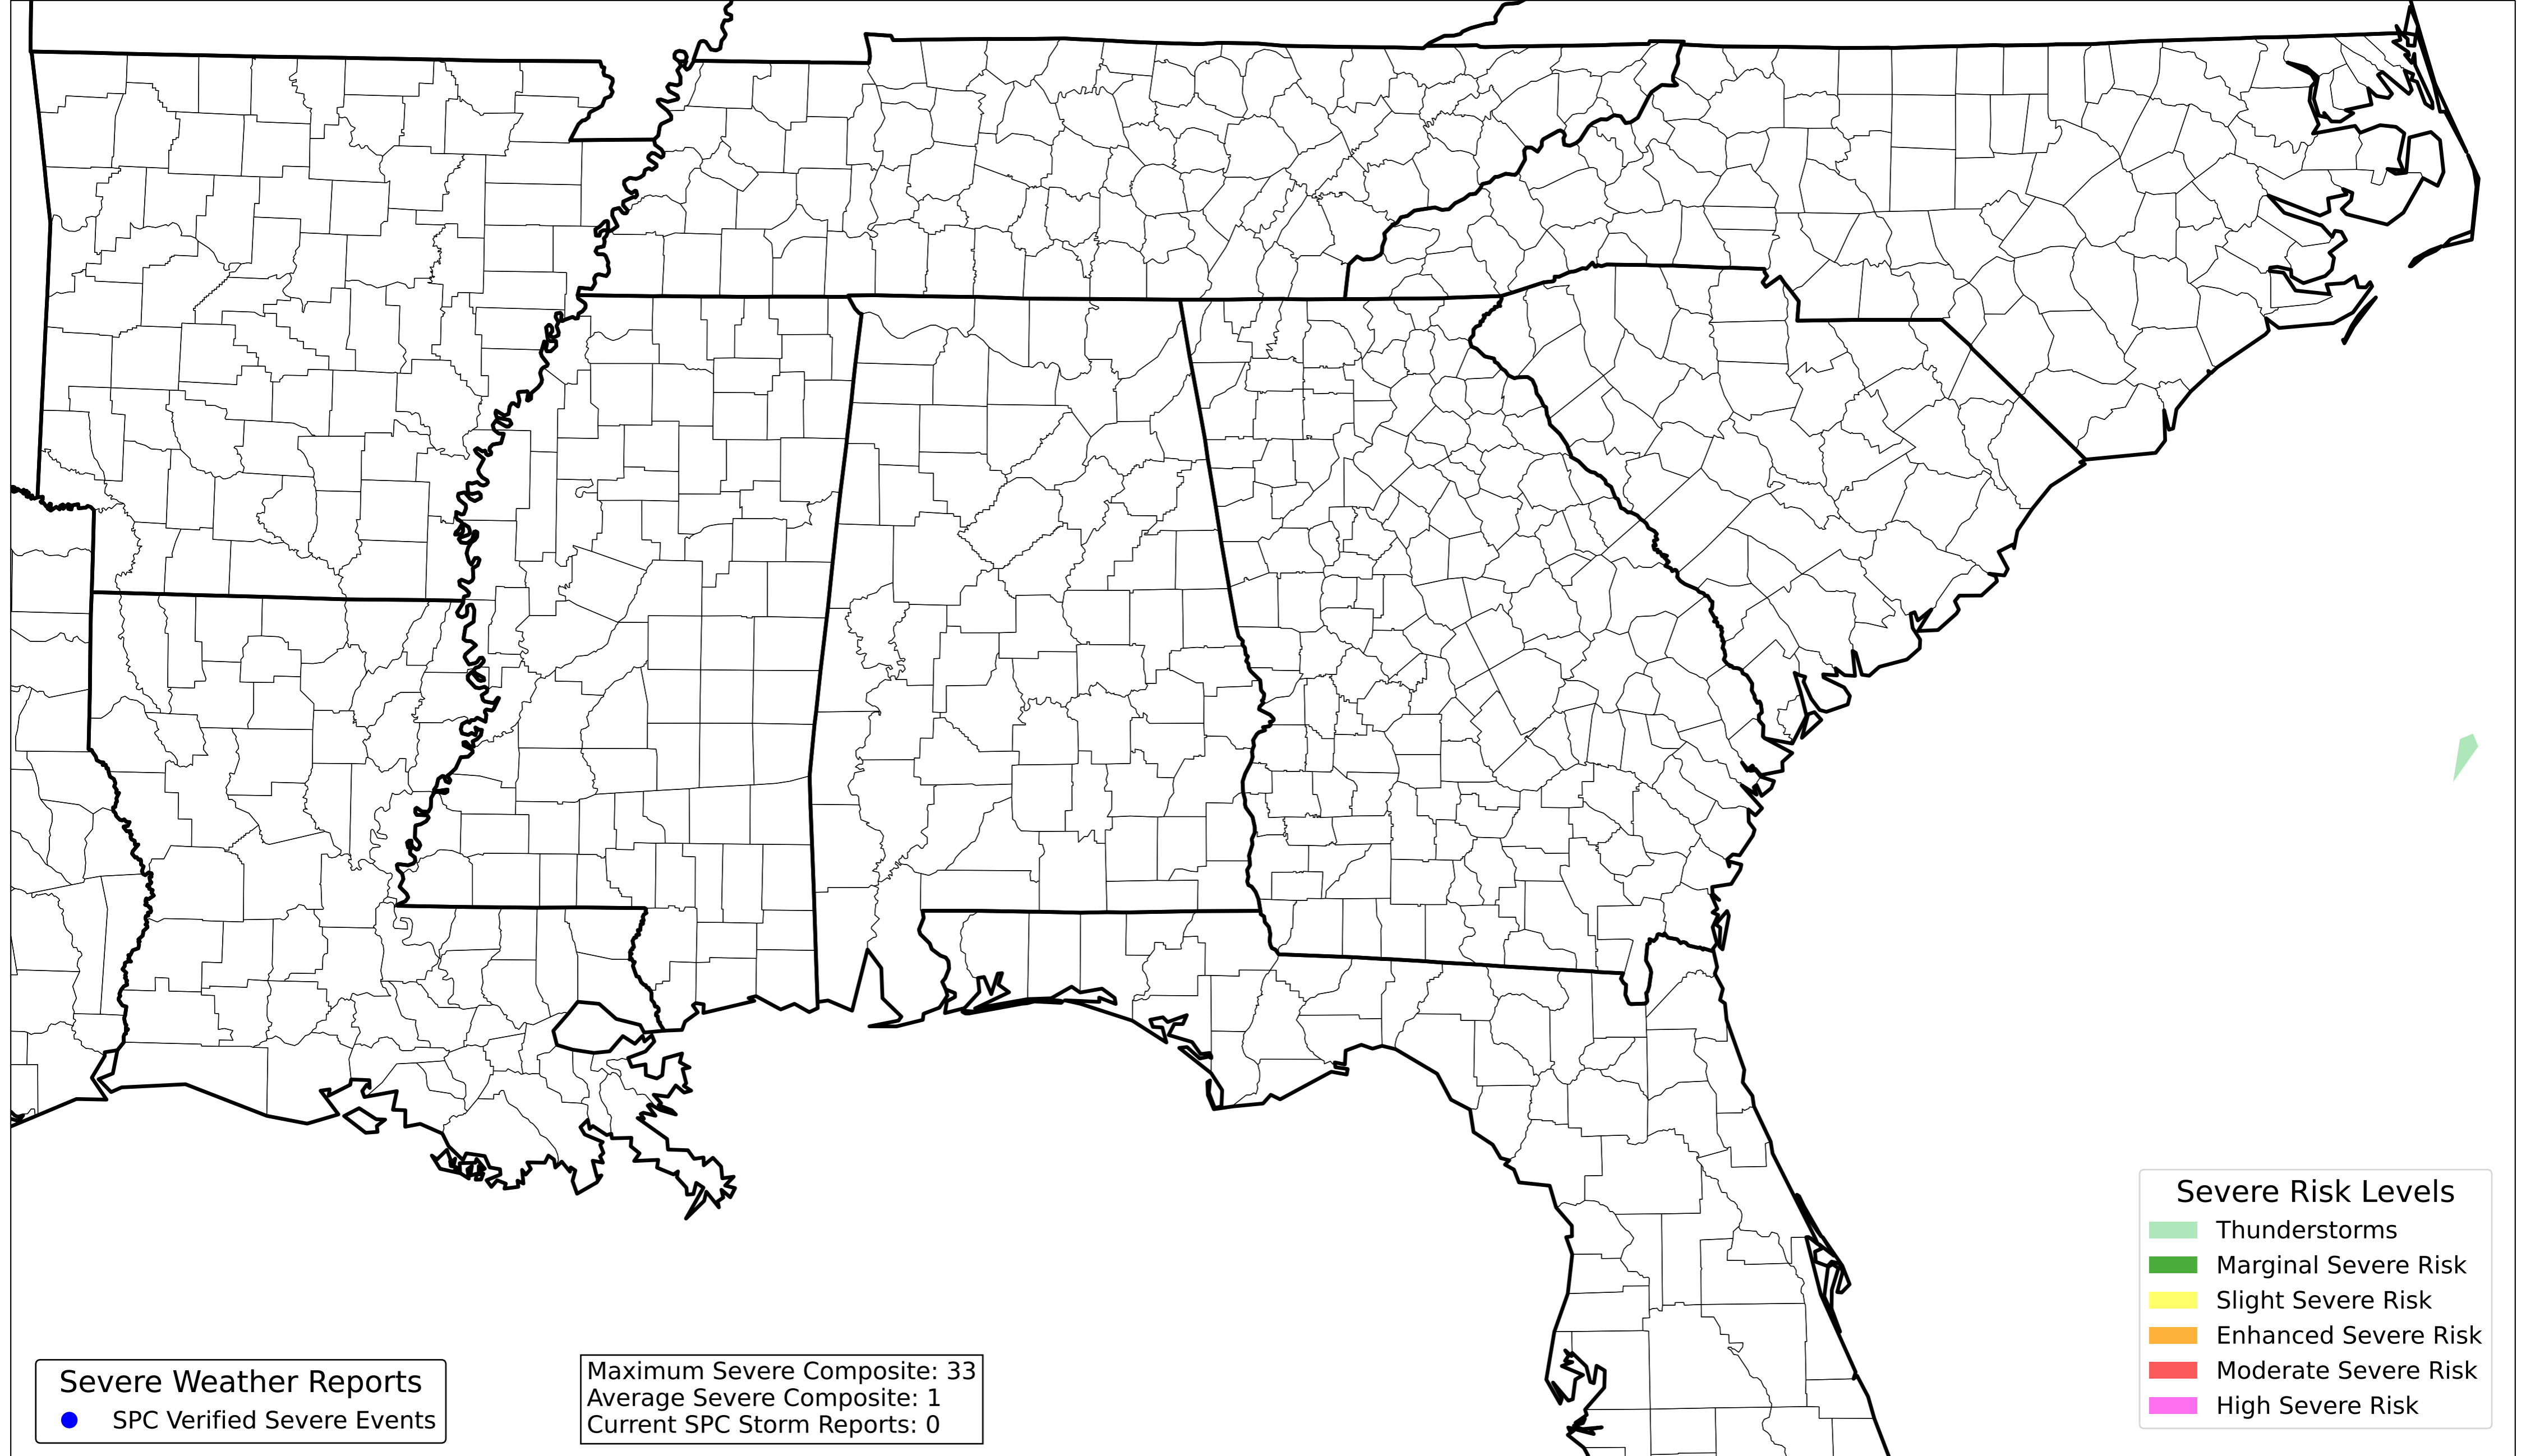 Severe Risk Levels
Thunderstorms
Marginal Severe Risk
Slight Severe Risk
Enhanced Severe Risk
Moderate Severe Risk
High Severe Risk
Severe Weather Reports
SPC Verified Severe Events
Maximum Severe Composite: 33
Average Severe Composite: 1
Current SPC Storm Reports: 0